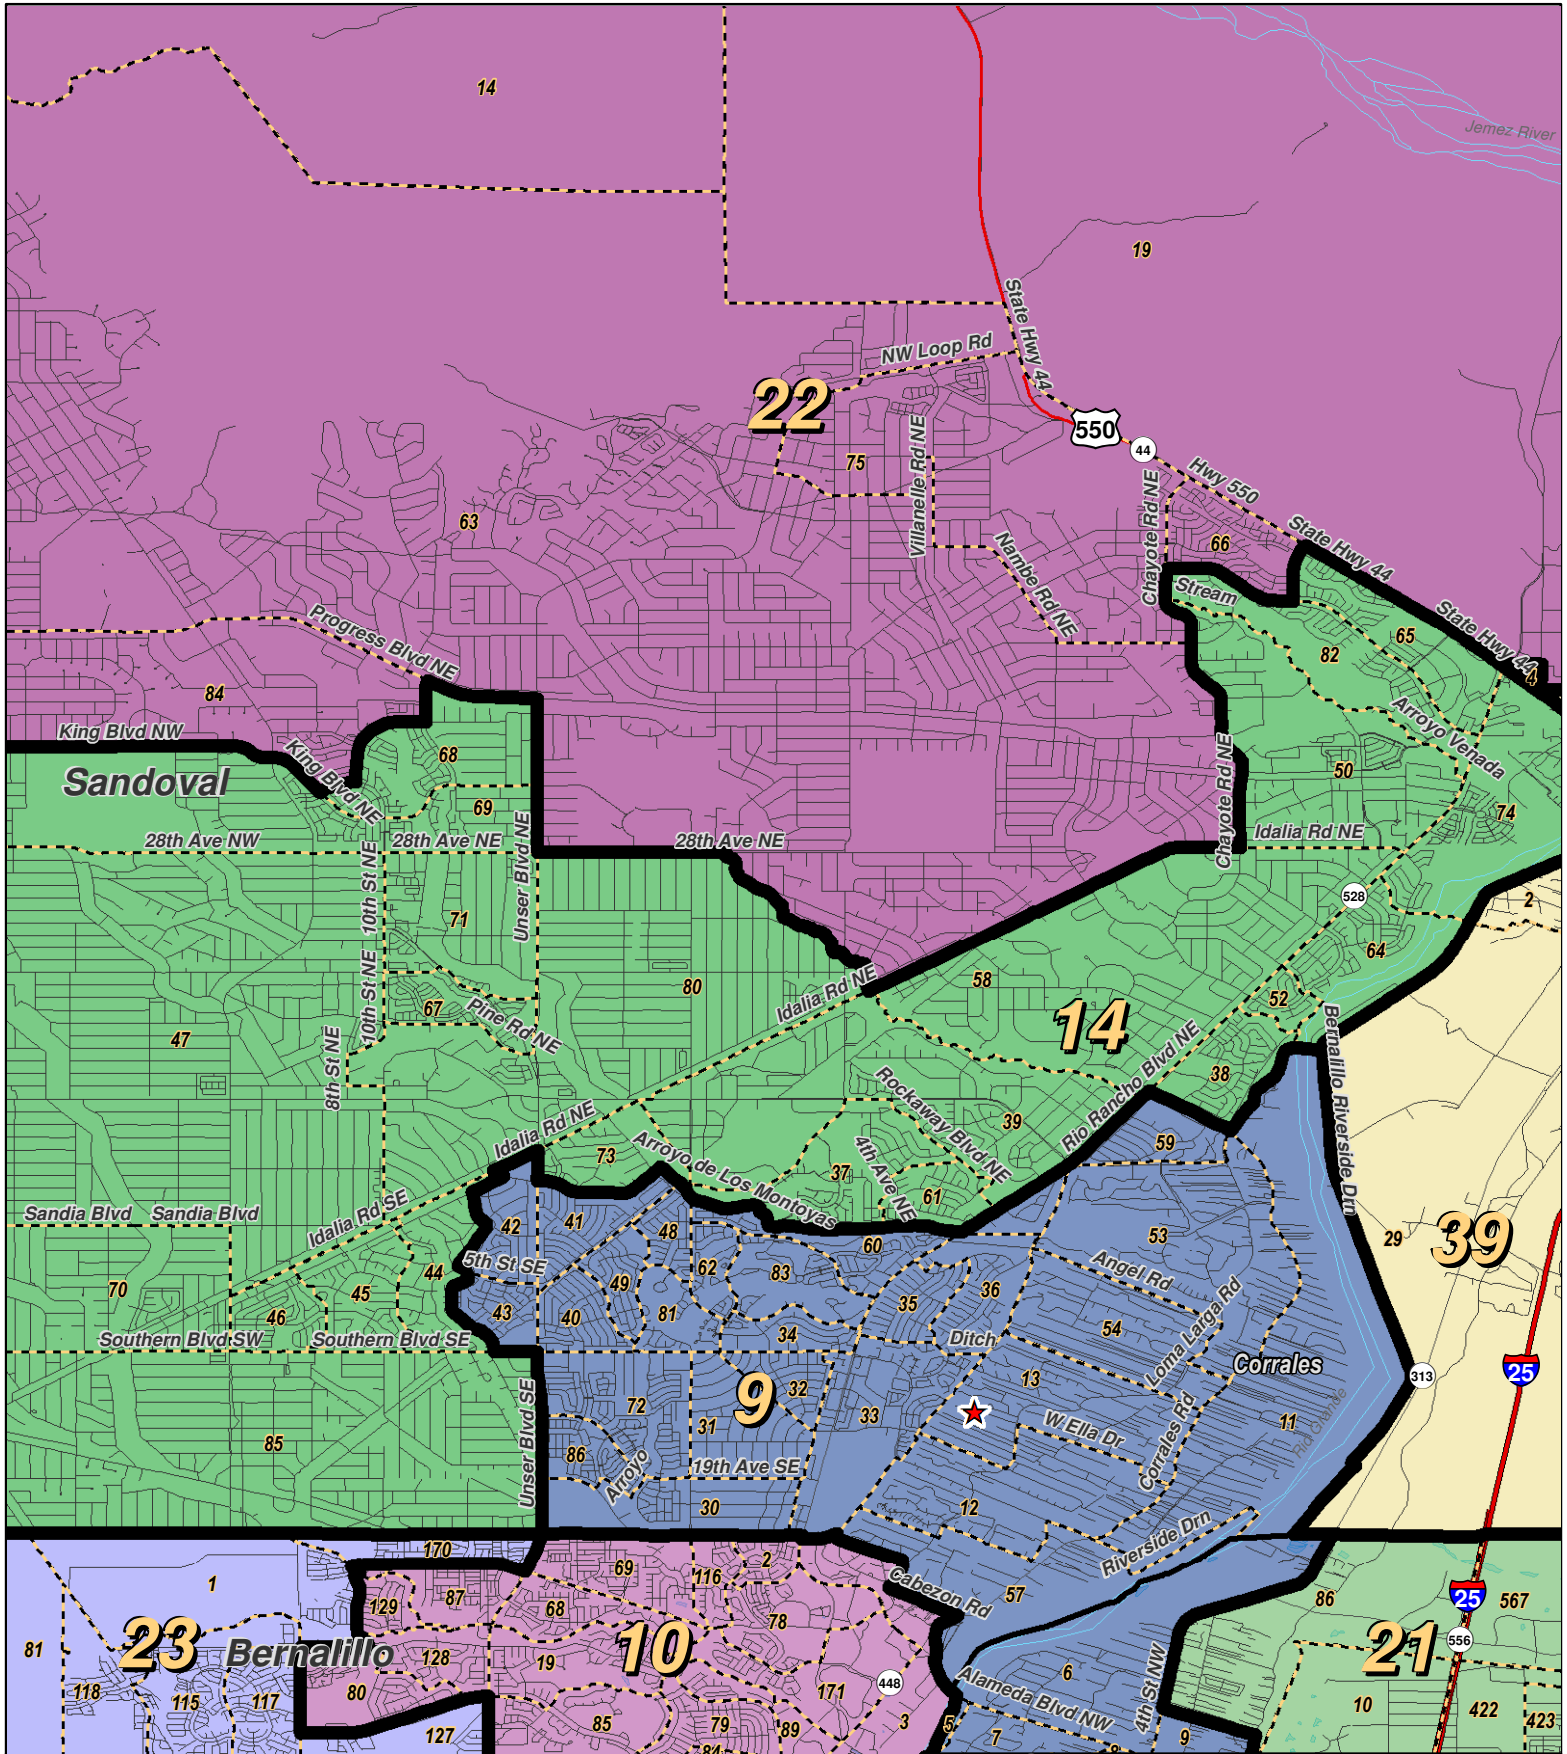 14
Jemez River
19
State Hwy 44
NW Loop Rd
22
550
44
75
Villanelle Rd NE
Hwy 550
63
Chayote Rd NE
66
State Hwy 44
Nambe Rd NE
Stream
65
State Hwy 44
82
4
Progress Blvd NE
84
Arroyo Venada
King Blvd NW
King Blvd NE
68
Sandoval
50
69
74
Chayote Rd NE
Idalia Rd NE
28th Ave NW
28th Ave NE
28th Ave NE
Unser Blvd NE
10th St NE
528
2
71
64
80
58
Idalia Rd NE
52
10th St NE
67
Pine Rd NE
14
47
Bernalillo Riverside Drn
8th St NE
Rio Rancho Blvd NE
38
Rockaway Blvd NE
39
Idalia Rd NE
73
Arroyo de Los Montoyas
4th Ave NE
59
37
61
Sandia Blvd
Sandia Blvd
Idalia Rd SE
42
41
48
60
53
29
39
5th St SE
44
62
83
Angel Rd
70
45
49
36
43
40
81
35
46
34
54
Loma Larga Rd
Southern Blvd SW
Southern Blvd SE
Ditch
Corrales
25
13
313
9
32
72
31
33
11
W Ella Dr
Corrales Rd
Rio Grande
85
Unser Blvd SE
86
Arroyo
19th Ave SE
30
12
Riverside Drn
170
69
2
116
Cabezon Rd
57
1
129
87
68
78
86
25
567
23
Bernalillo
10
21
556
81
128
19
448
6
4th St NW
118
115
117
80
171
Alameda Blvd NW
10
422
423
127
85
79
89
3
5
7
8
9
84